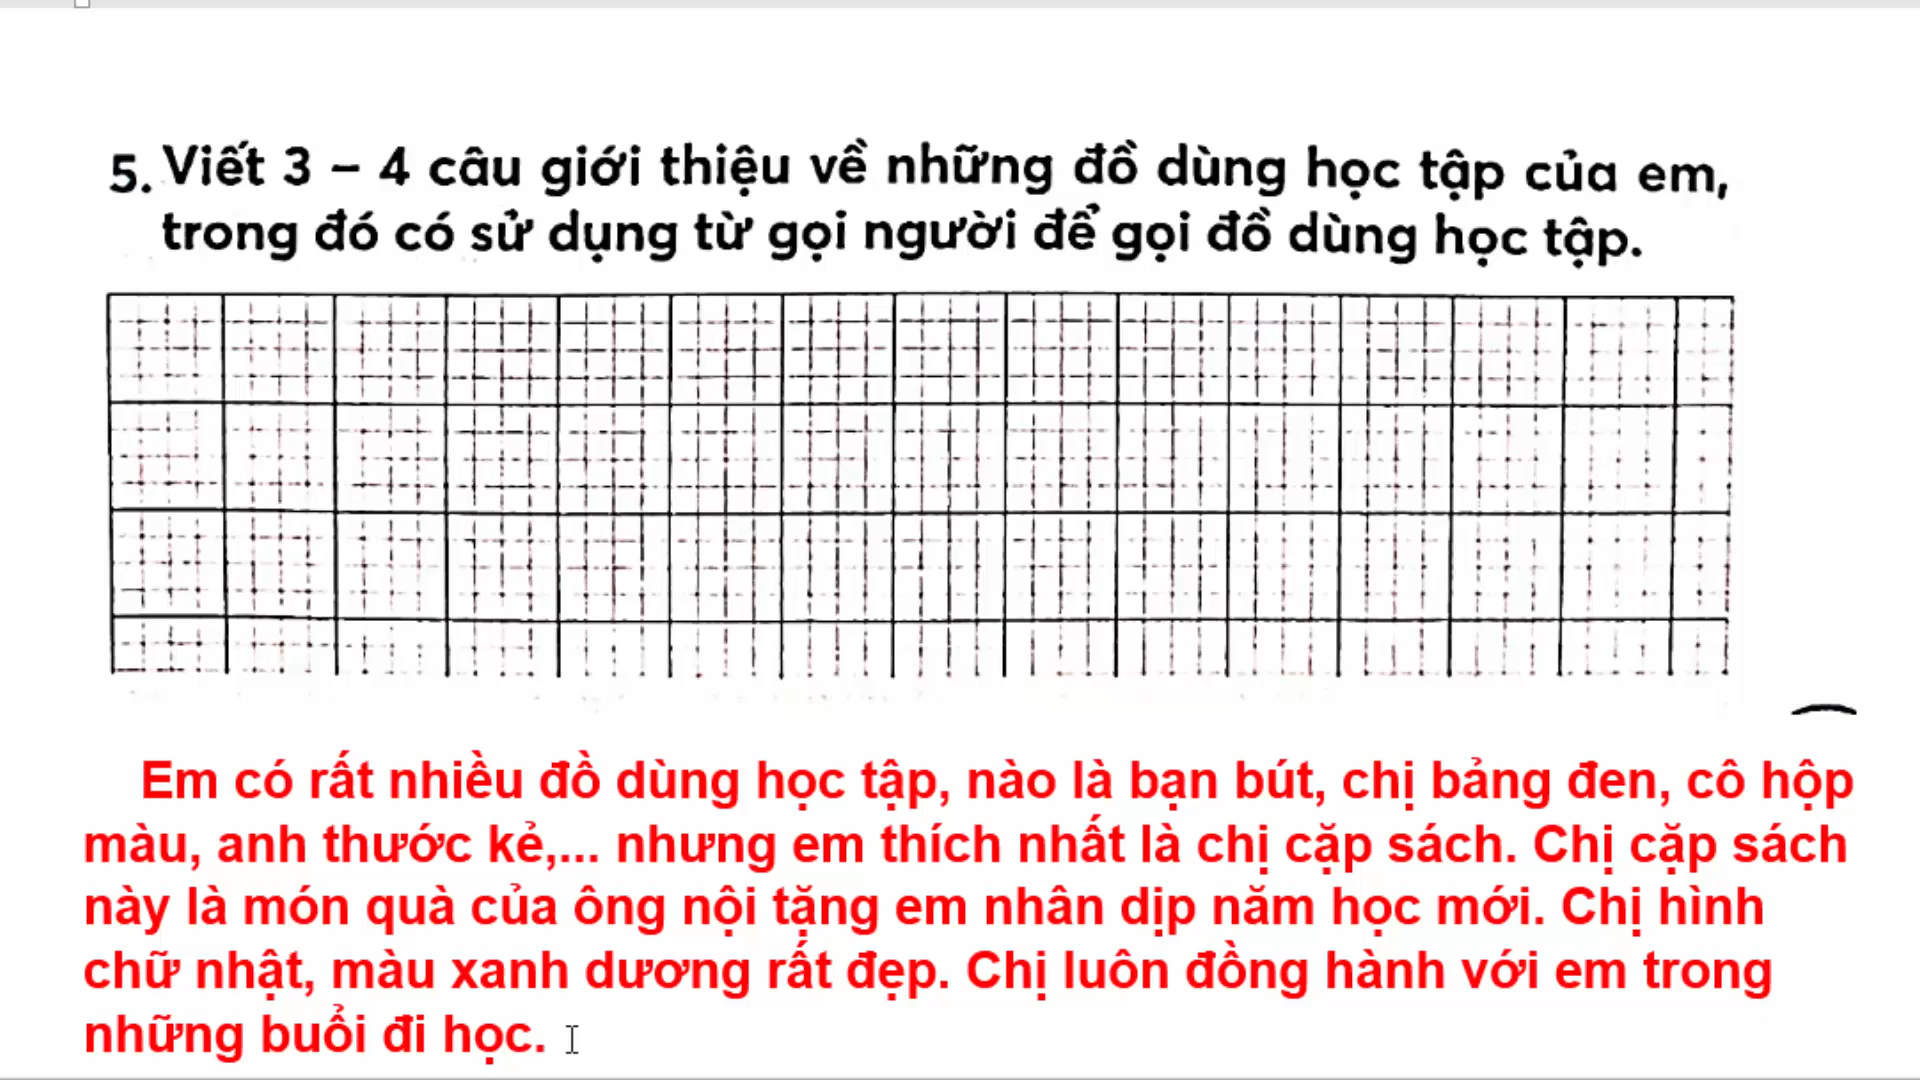 5. Viết 3 – 4 câu giới thiệu về những đồ dùng học tập của em,
trong đó có sử dụng từ gọi người để gọi đồ dùng học tập.
Em có rất nhiều đồ dùng học tập, nào là bạn bút, chị bảng đen, cô hộp
màu, anh thước kẻ,... nhưng em thích nhất là chị cặp sách. Chị cặp sách
này là món quà của ông nội tặng em nhân dịp năm học mới. Chị hình
chữ nhật, màu xanh dương rất đẹp. Chị luôn đồng hành với em trong
những buổi đi học.